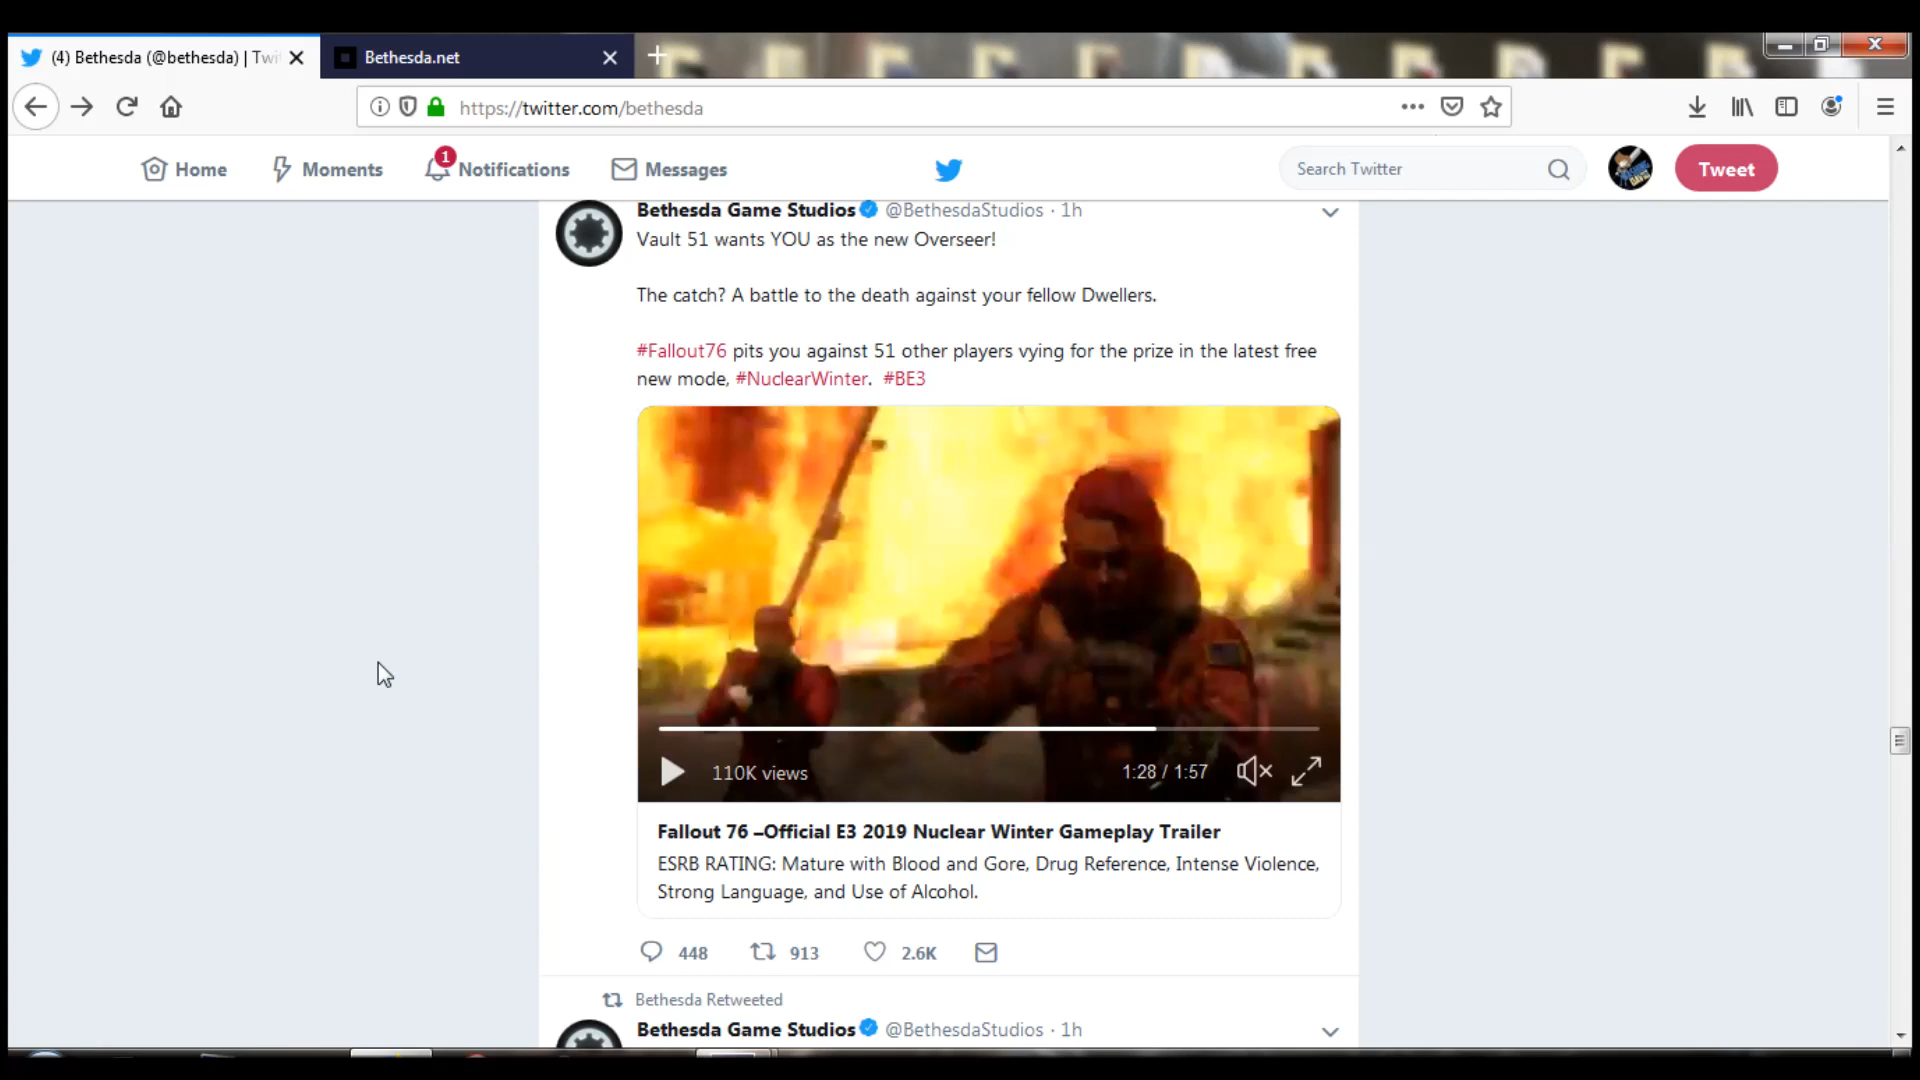 (4) Bethesda (@bethesda) | Twi
Bethesda.net
https://twitter.com/bethesda
Home
Moments
1
Notifications
Messages
Search Twitter
Tweet
Bethesda Game Studios @BethesdaStudios · 1h
Vault 51 wants YOU as the new Overseer!
The catch? A battle to the death against your fellow Dwellers.
#Fallout76 pits you against 51 other players vying for the prize in the latest free
new mode, #NuclearWinter. #BE3
110K views
1:28 / 1:57
Fallout 76 –Official E3 2019 Nuclear Winter Gameplay Trailer
ESRB RATING: Mature with Blood and Gore, Drug Reference, Intense Violence,
Strong Language, and Use of Alcohol.
448
913
2.6K
Bethesda Retweeted
Bethesda Game Studios @BethesdaStudios · 1h